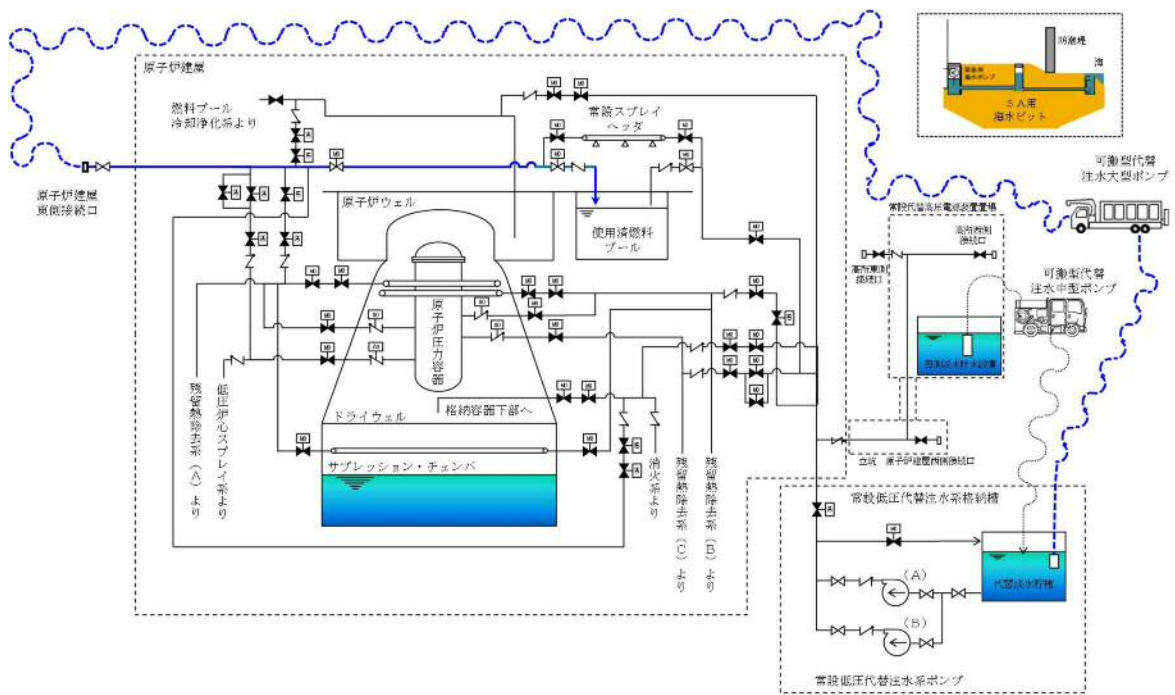 原子炉建屋
燃料プール
冷却浄化系より
常設スプレイ
ヘッダ
防潮堤
海
緊急用
海水ポンプ
ＳＡ用
海水ピット
可搬型代替
注水大型ポンプ
原子炉建屋
東側接続口
原子炉ウェル
使用済燃料
プール
常設代替高圧電源装置置場
高所西側
接続口
高所東側
接続口
可搬型代替
注水中型ポンプ
西側淡水貯水設備
原子炉圧力容器
格納容器下部へ
ドライウェル
サプレッション・チェンバ
残留熱除去系（A）より
低圧炉心スプレイ系より
消火系より
残留熱除去系（C）より
残留熱除去系（B）より
立坑
原子炉建屋西側接続口
常設低圧代替注水系格納槽
(A)
(B)
代替淡水貯槽
常設低圧代替注水系ポンプ